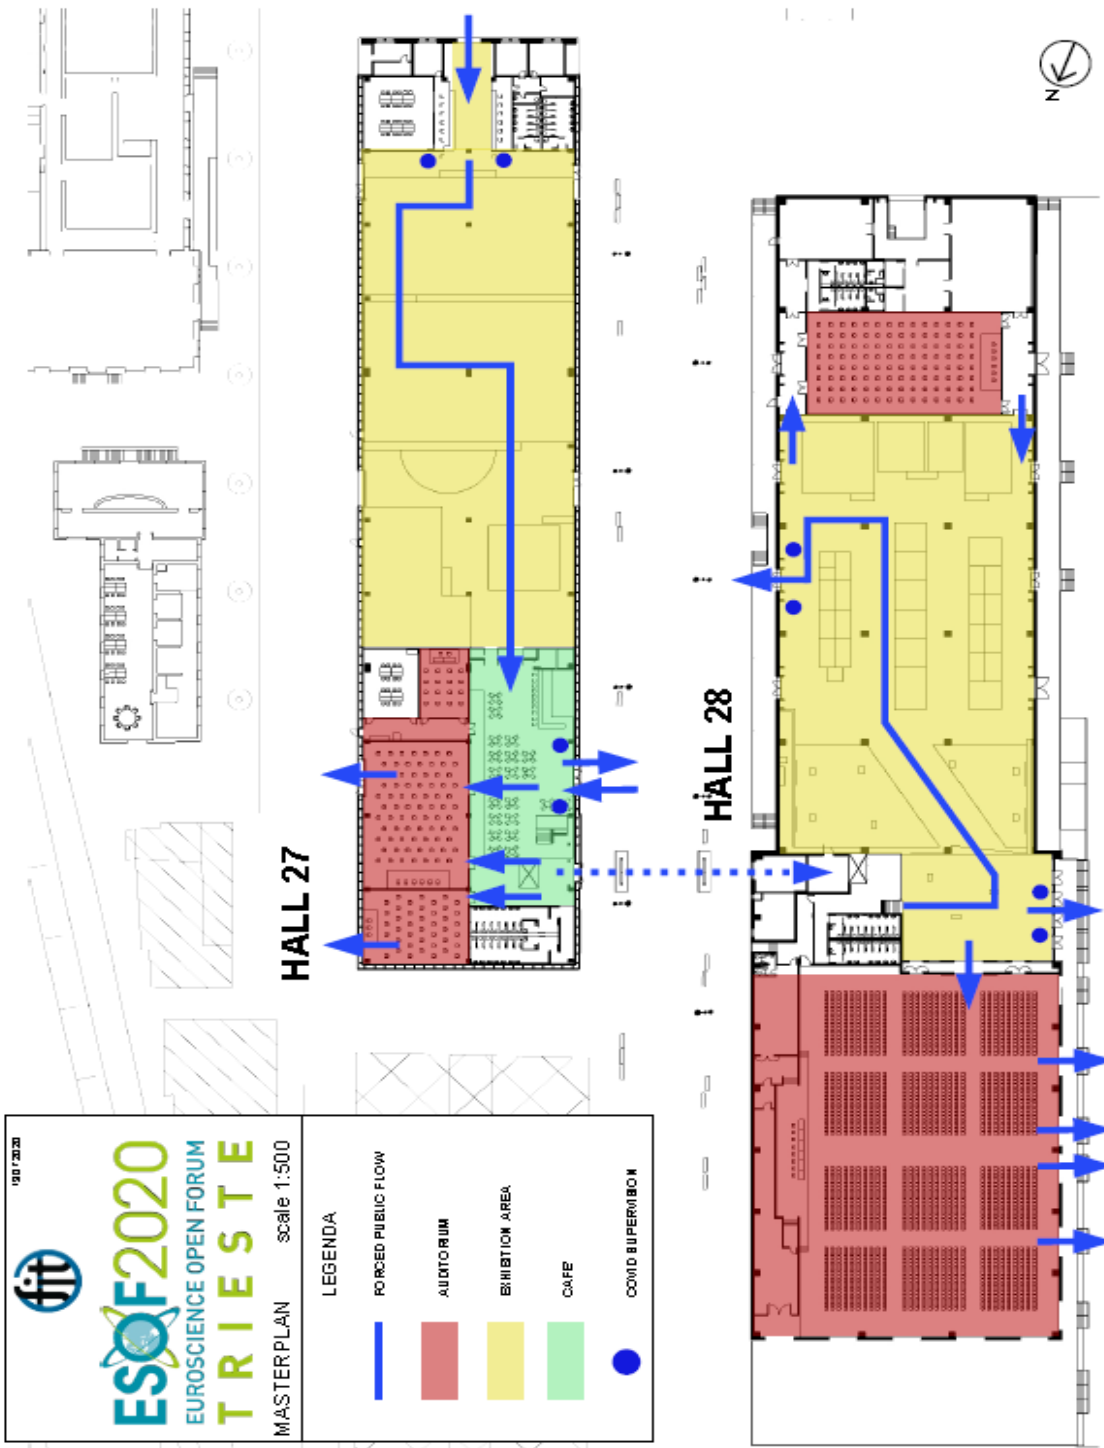 fit
ESOF2020
EUROSCIENCE OPEN FORUM
TRIESTE
MASTERPLAN scale 1:500
LEGENDA
FORCED PUBLIC FLOW
AUDITORIUM
EXHIBITION AREA
CAFE'
COVID SUPERVISION
HALL 27
HALL 28
N